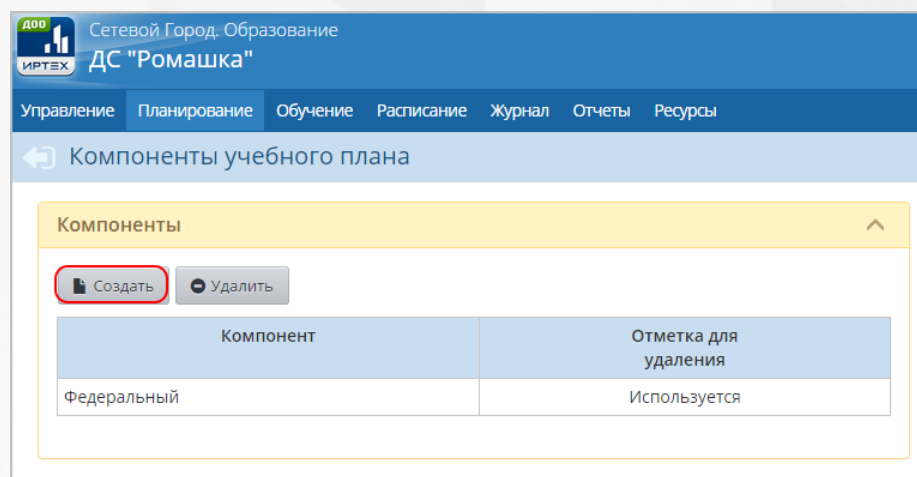 ДОО
ИРТЕХ
Сетевой Город. Образование
ДС "Ромашка"
Управление Планирование Обучение Расписание Журнал Отчеты Ресурсы
Компоненты учебного плана
Компоненты
Создать Удалить
Компонент Отметка для
удаления
Федеральный Используется